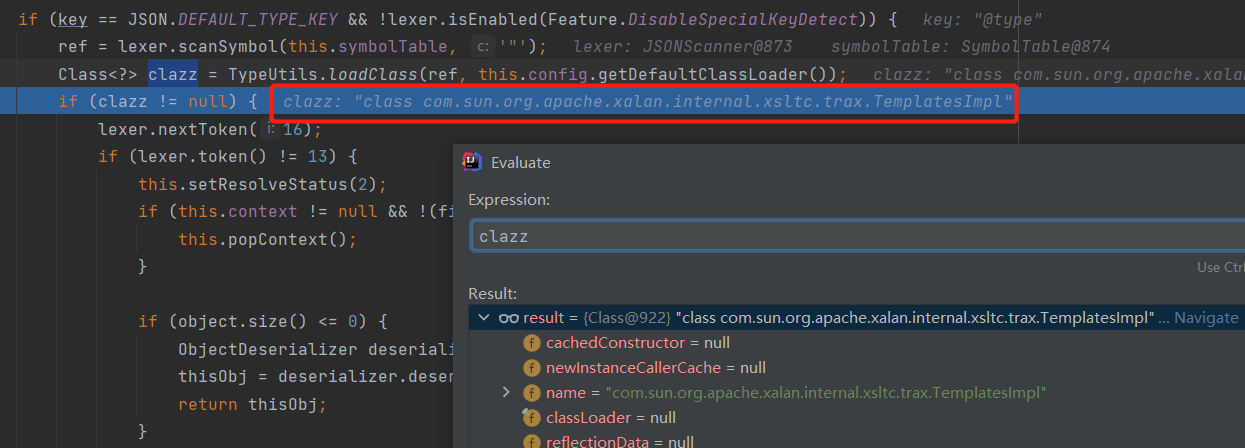 if (key == JSON.DEFAULT_TYPE_KEY && !lexer.isEnabled(Feature.DisableSpecialKeyDetect)) { key: "@type"
ref = lexer.scanSymbol(this.symbolTable, c: '"'); lexer: JSONScanner@873 symbolTable: SymbolTable@874
Class<?> clazz = TypeUtils.loadClass(ref, this.config.getDefaultClassLoader()); clazz: "class com.sun.org.apache.xalan
if (clazz != null) { clazz: "class com.sun.org.apache.xalan.internal.xsltc.trax.TemplatesImpl"
lexer.nextToken( i: 16);
if (lexer.token() != 13) {
this.setResolveStatus(2);
if (this.context != null && !(fi
this.popContext();
}
if (object.size() <= 0) {
ObjectDeserializer deseriali
thisObj = deserializer.deser
return thisObj;
}
Evaluate
Expression:
clazz
Use Ctrl
Result:
result = {Class@922} "class com.sun.org.apache.xalan.internal.xsltc.trax.TemplatesImpl" ... Navigate
f cachedConstructor = null
f newInstanceCallerCache = null
f name = "com.sun.org.apache.xalan.internal.xsltc.trax.TemplatesImpl"
f classLoader = null
f reflectionData = null